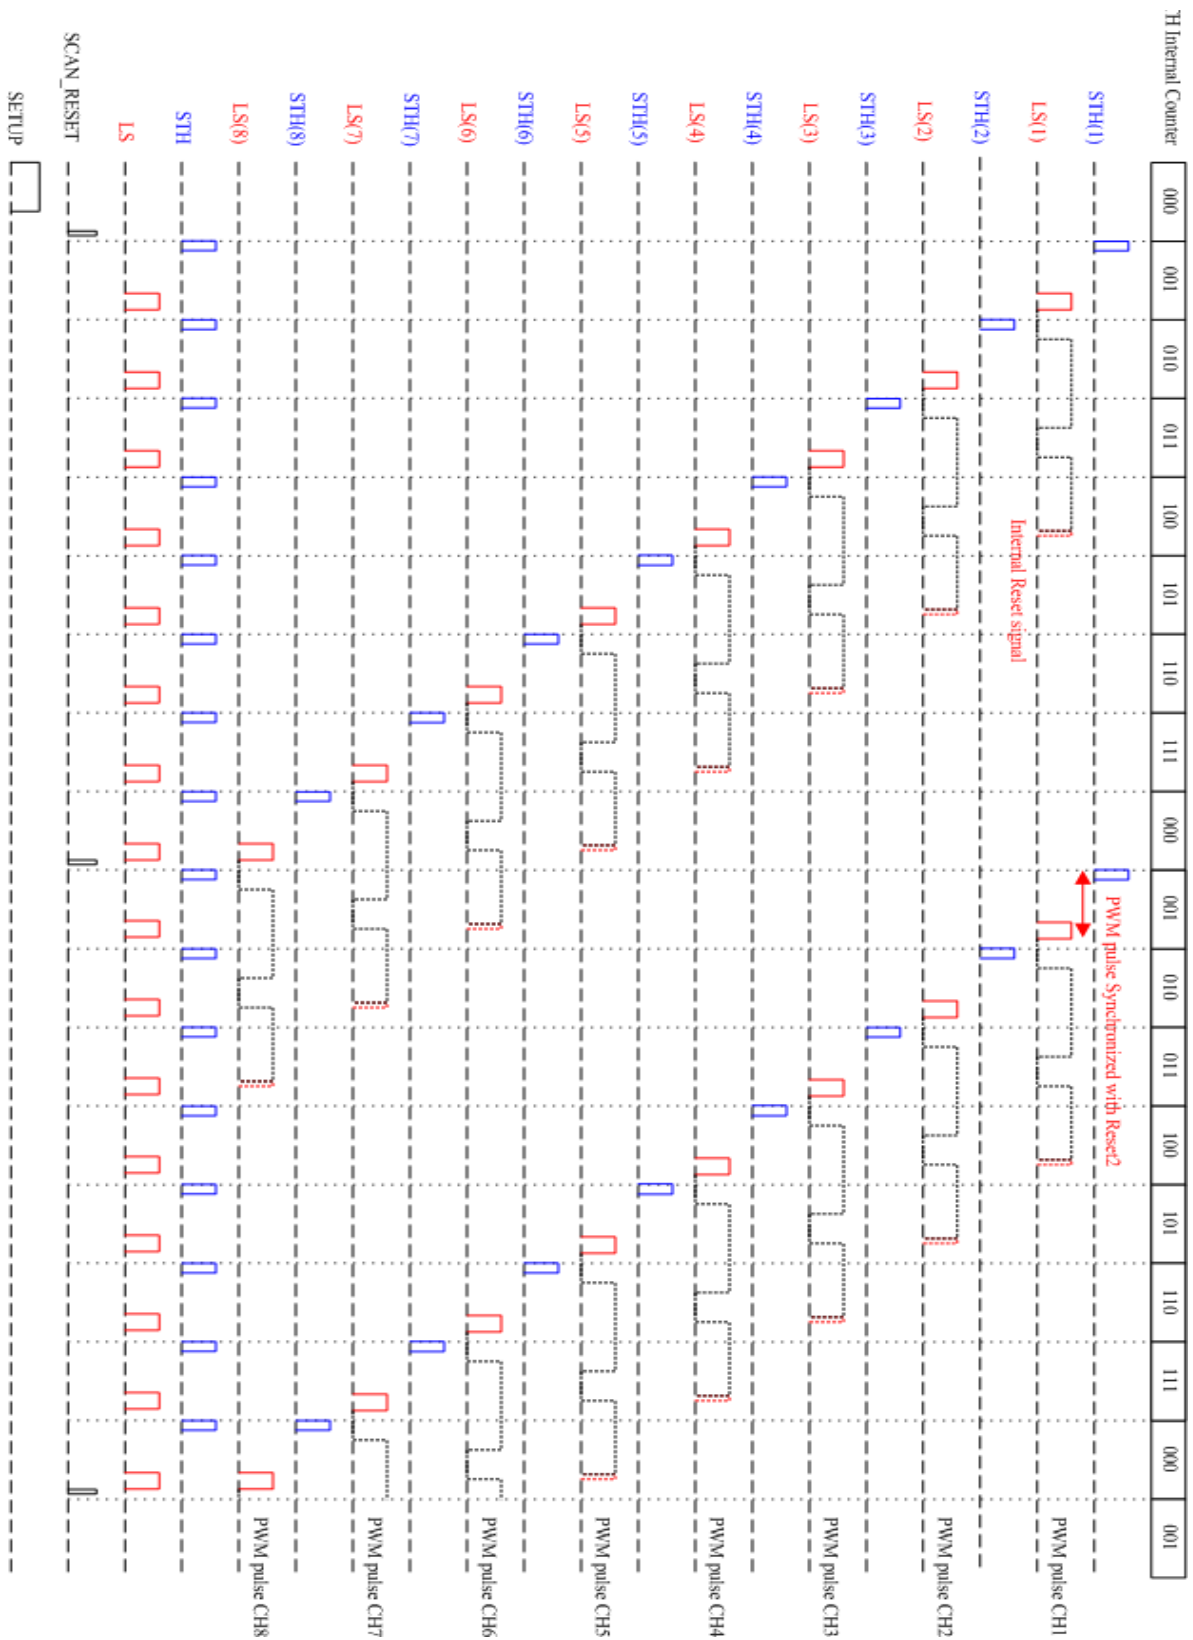 H Internal Counter 000 001 010 011 100 101 110 111 000 001 010 011 100 101 110 111 000 001
STH(1)
PWM pulse Synchronized with Reset2
LS(1) PWM pulse CH1
Internal Reset signal
STH(2)
LS(2) PWM pulse CH2
STH(3)
LS(3) PWM pulse CH3
STH(4)
LS(4) PWM pulse CH4
STH(5)
LS(5) PWM pulse CH5
STH(6)
LS(6) PWM pulse CH6
STH(7)
LS(7) PWM pulse CH7
STH(8)
LS(8) PWM pulse CH8
STH
LS
SCAN_RESET
SETUP